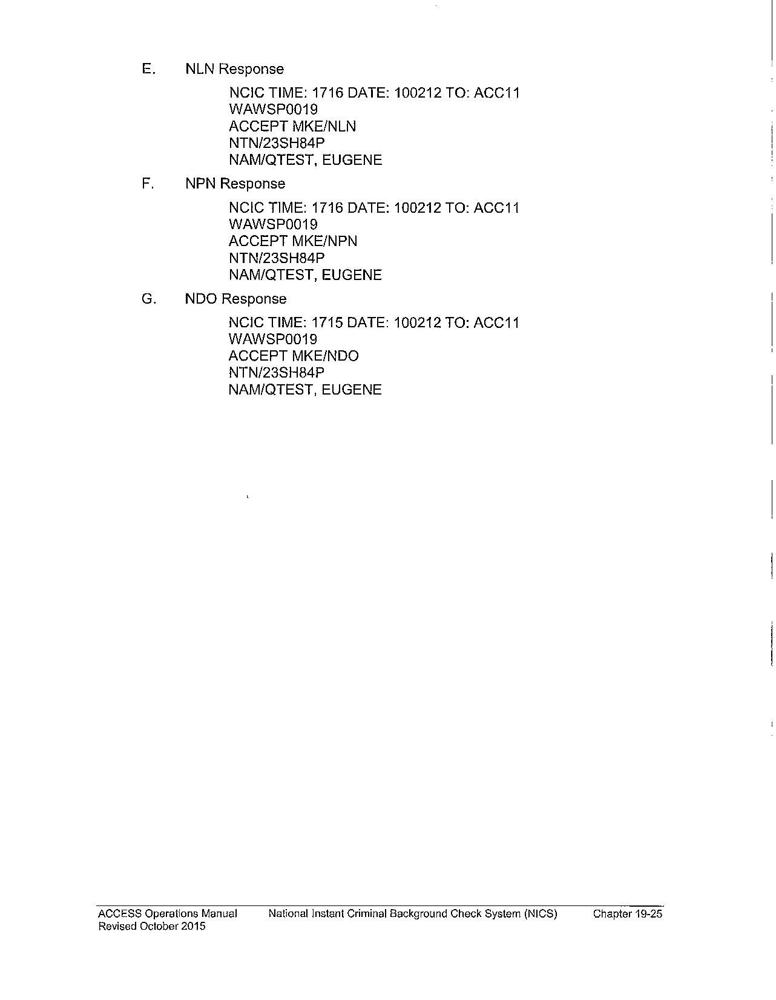 E. NLN Response
NCIC TIME: 1716 DATE: 100212 TO: ACC11
WAWSP0019
ACCEPT MKE/NLN
NTN/23SH84P
NAM/QTEST, EUGENE
F. NPN Response
NCIC TIME: 1716 DATE: 100212 TO: ACC11
WAWSP0019
ACCEPT MKE/NPN
NTN/23SH84P
NAM/QTEST, EUGENE
G. NDO Response
NCIC TIME: 1715 DATE: 100212 TO: ACC11
WAWSP0019
ACCEPT MKE/NDO
NTN/23SH84P
NAM/QTEST, EUGENE
ACCESS Operations Manual National Instant Criminal Background Check System (NICS) Chapter 19-25
Revised October 2015